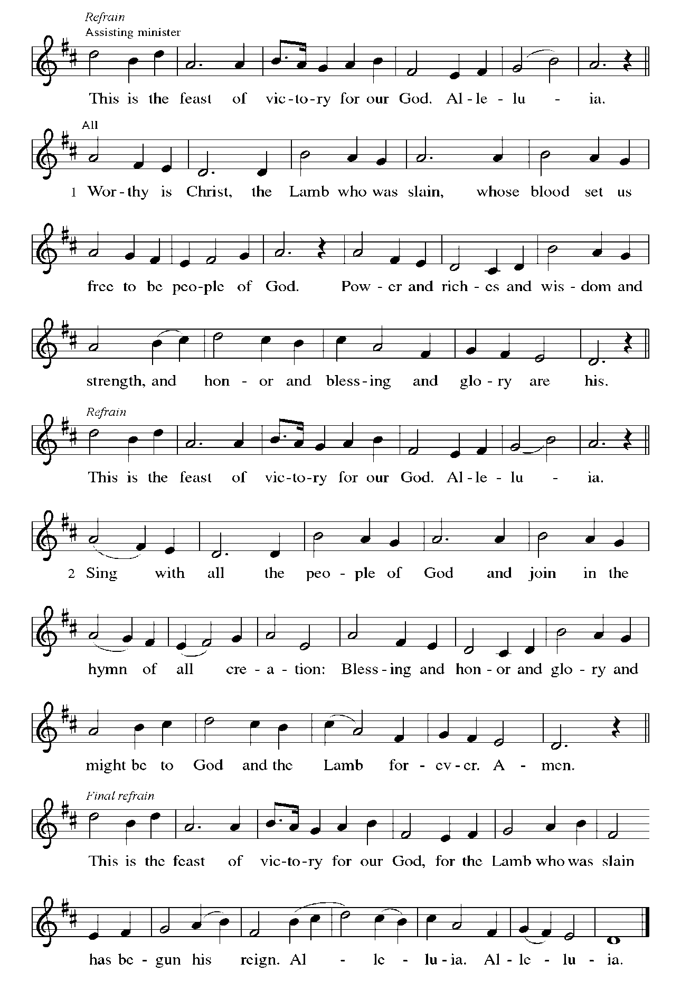 Refrain
Assisting minister
This is the feast of vic-to-ry for our God. Al-le-lu-ia.
All
1 Wor-thy is Christ, the Lamb who was slain, whose blood set us
free to be peo-ple of God. Pow-er and rich-es and wis-dom and
strength, and hon-or and bless-ing and glo-ry are his.
Refrain
This is the feast of vic-to-ry for our God. Al-le-lu-ia.
2 Sing with all the peo-ple of God and join in the
hymn of all cre-a-tion: Bless-ing and hon-or and glo-ry and
might be to God and the Lamb for-ev-er. A-men.
Final refrain
This is the feast of vic-to-ry for our God, for the Lamb who was slain
has be-gun his reign. Al-le-lu-ia. Al-le-lu-ia.